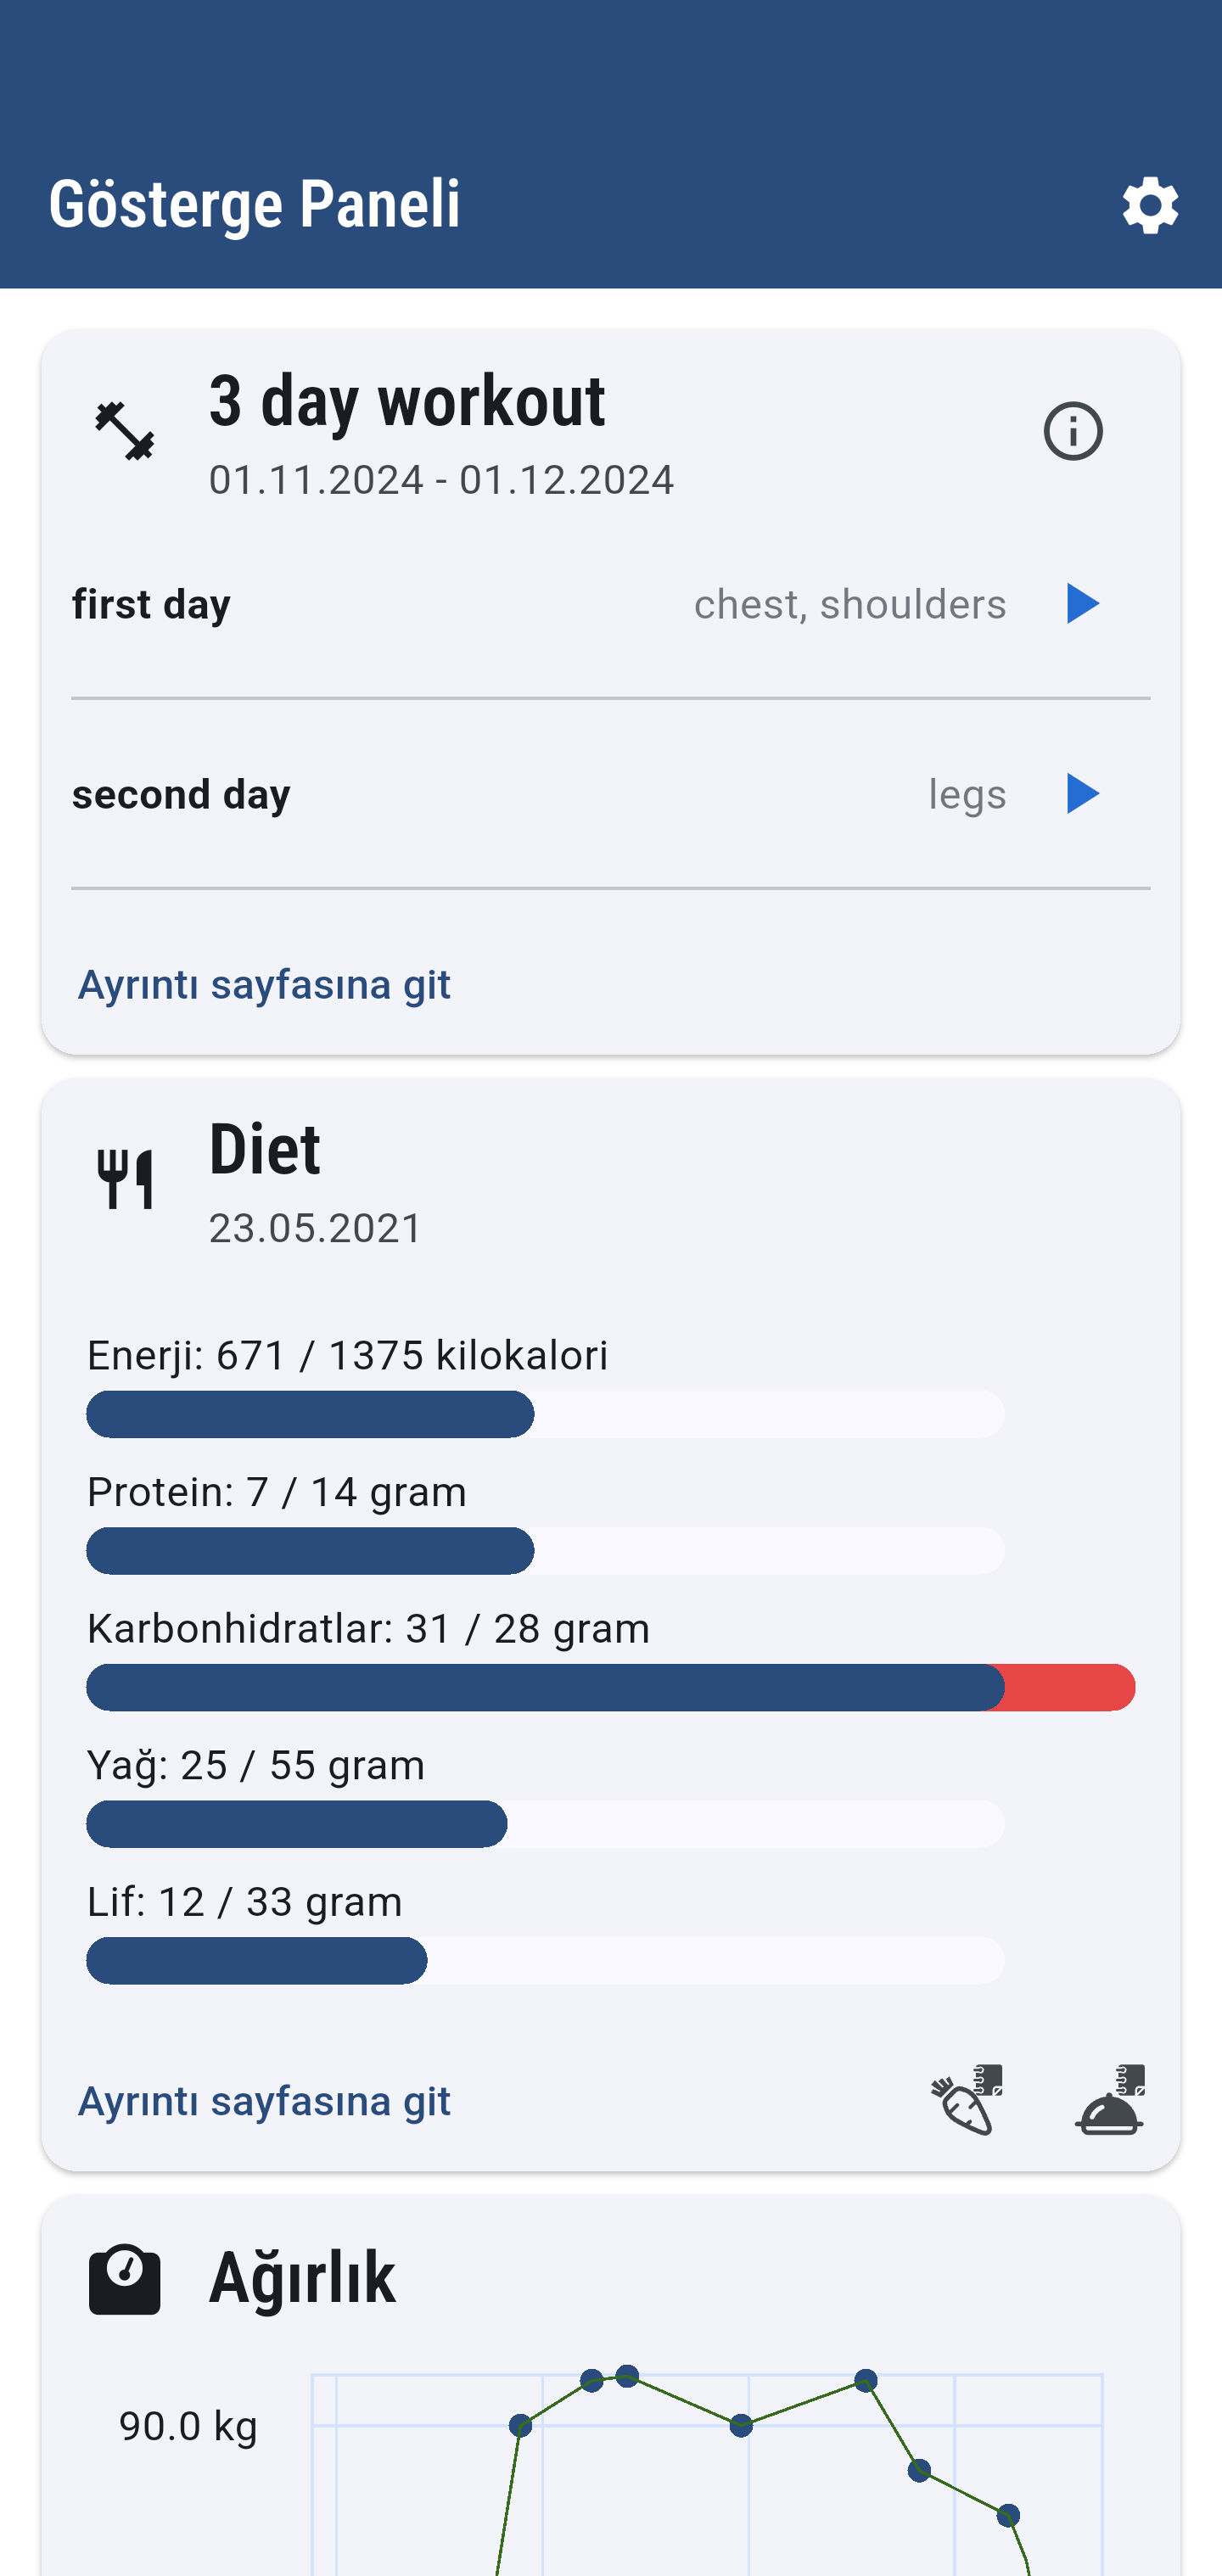 Gösterge Paneli
3 day workout
01.11.2024 - 01.12.2024
first day chest, shoulders
second day legs
Ayrıntı sayfasına git
Diet
23.05.2021
Enerji: 671 / 1375 kilokalori
Protein: 7 / 14 gram
Karbonhidratlar: 31 / 28 gram
Yağ: 25 / 55 gram
Lif: 12 / 33 gram
Ayrıntı sayfasına git
Ağırlık
90.0 kg